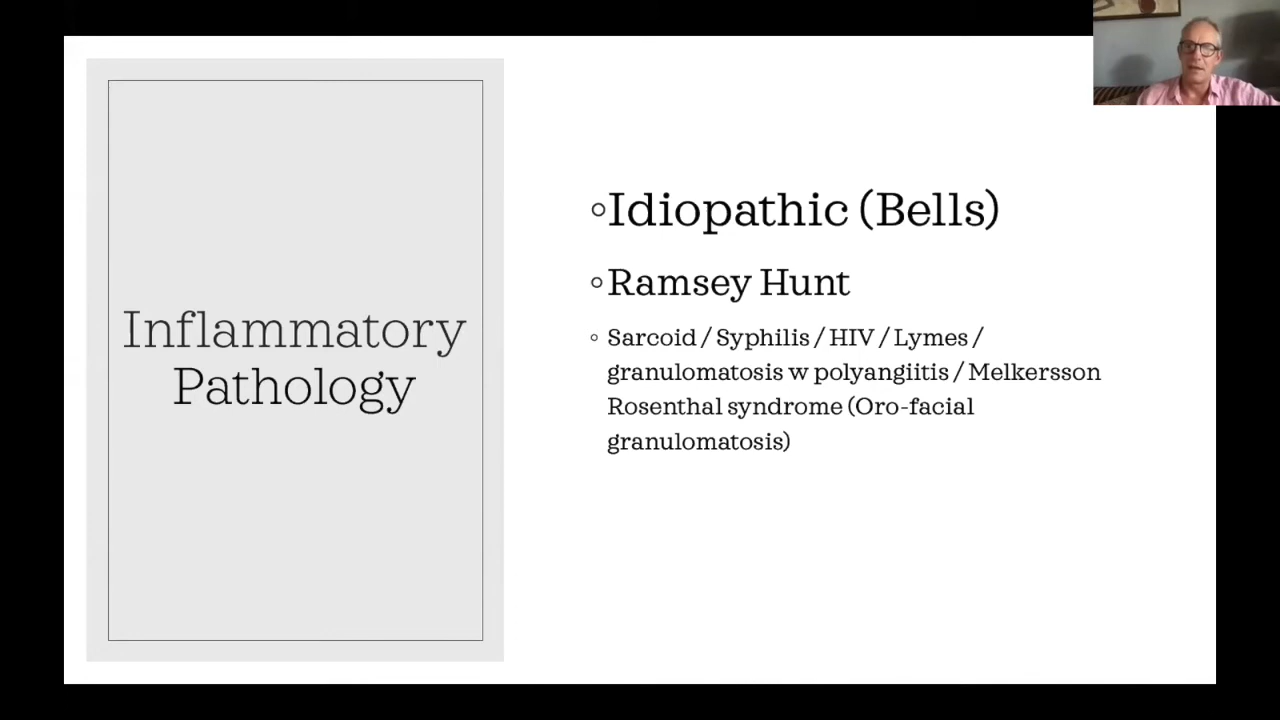 Inflammatory
Pathology
◦Idiopathic (Bells)
◦Ramsey Hunt
◦ Sarcoid / Syphilis / HIV / Lymes /
granulomatosis w polyangiitis / Melkersson
Rosenthal syndrome (Oro-facial
granulomatosis)